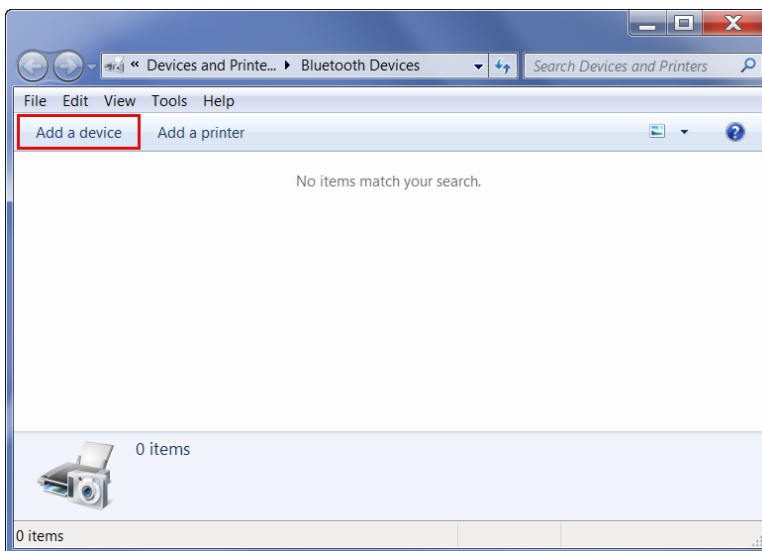 « Devices and Printe... Bluetooth Devices Search Devices and Printers
File Edit View Tools Help
Add a device Add a printer
No items match your search.
0 items
0 items